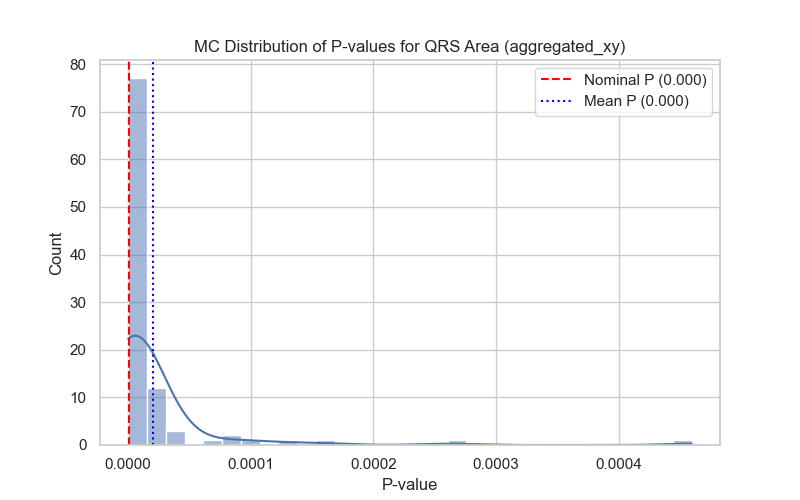 MC Distribution of P-values for QRS Area (aggregated_xy)
Nominal P (0.000)
Mean P (0.000)
80
70
60
50
40
30
20
10
0
Count
0.0000 0.0001 0.0002 0.0003 0.0004
P-value